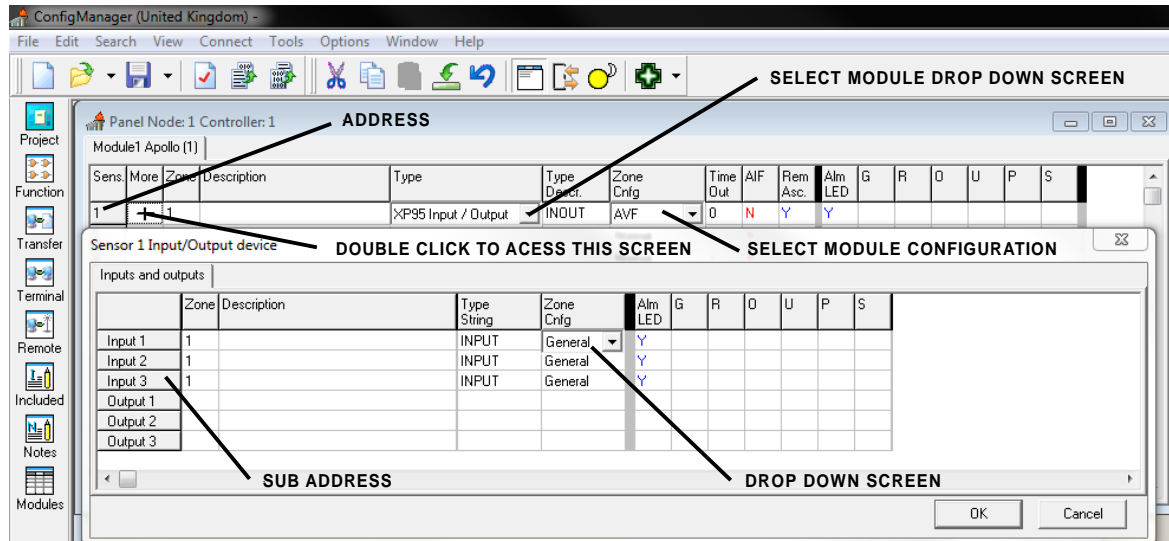 ConfigManager (United Kingdom) -
File Edit Search View Connect Tools Options Window Help
SELECT MODULE DROP DOWN SCREEN
Project
Function
Transfer
Terminal
Remote
Included
Notes
Modules
Panel Node: 1 Controller: 1
ADDRESS
Module1 Apollo (1)
Sens. More Zone Description Type Type Descr. Zone Cnfg Time Out AIF Rem Asc. Alm LED G R O U P S
1 + 1 XP95 Input / Output INOUT AVF 0 N Y Y
Sensor 1 Input/Output device
DOUBLE CLICK TO ACESS THIS SCREEN
SELECT MODULE CONFIGURATION
Inputs and outputs
Zone Description Type String Zone Cnfg Alm LED G R O U P S
Input 1 1 INPUT General Y
Input 2 1 INPUT General Y
Input 3 1 INPUT General Y
Output 1
Output 2
Output 3
SUB ADDRESS
DROP DOWN SCREEN
OK Cancel